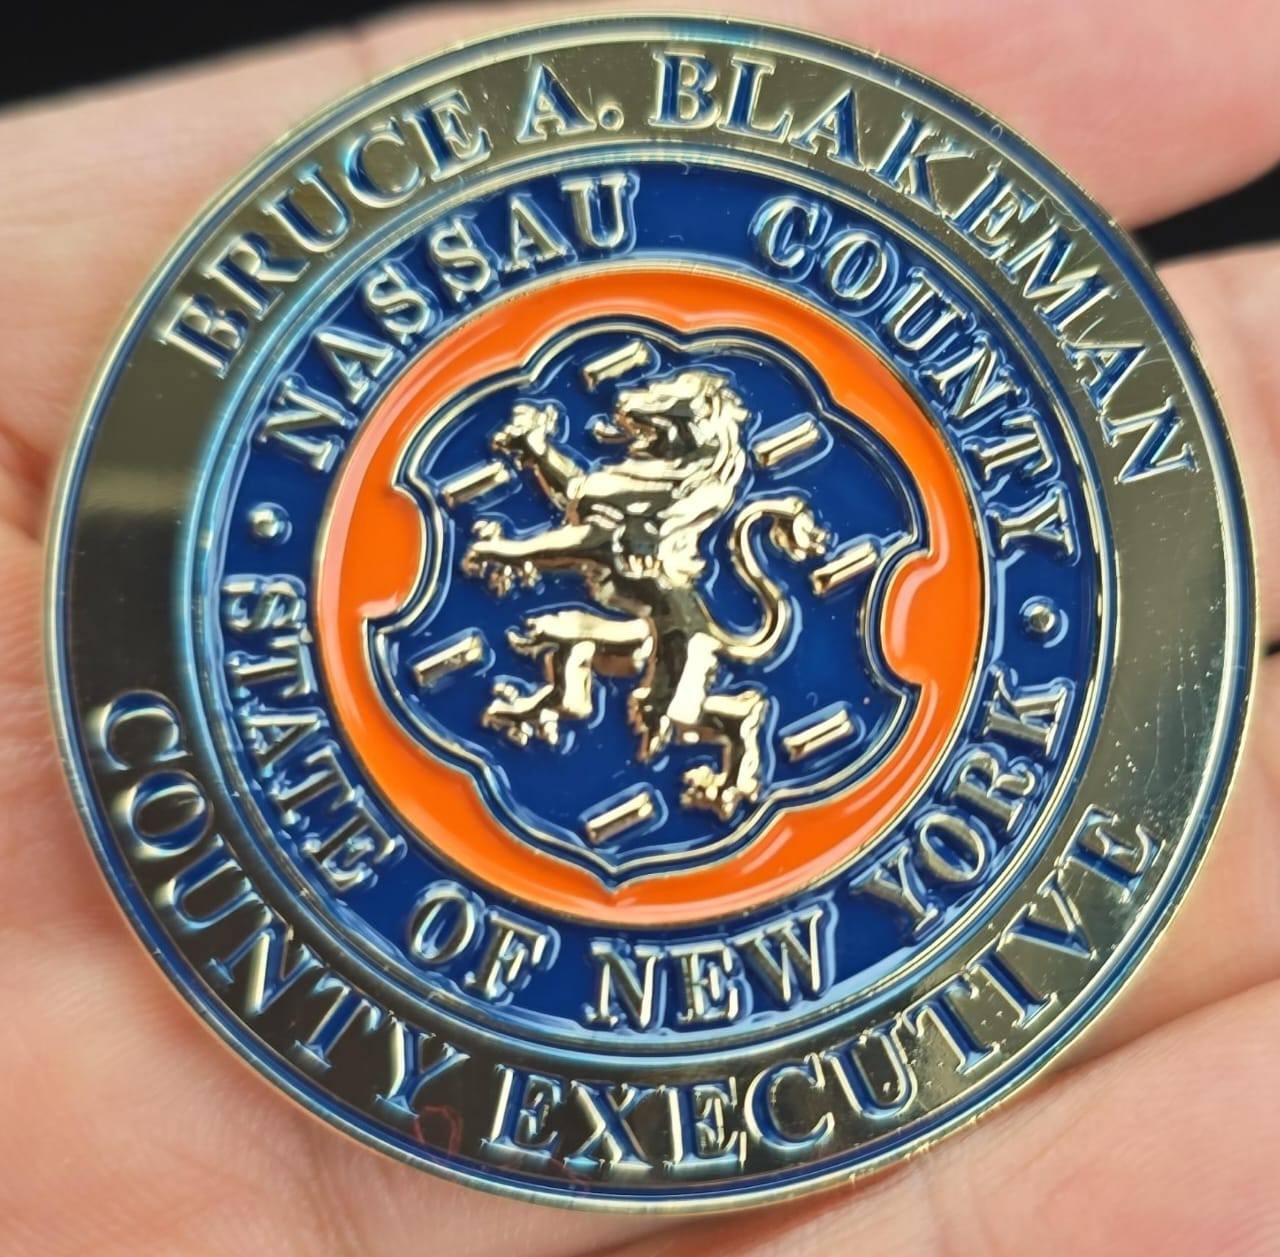 BRUCE A. BLAKEMAN
NASSAU COUNTY
· STATE OF NEW YORK ·
COUNTY EXECUTIVE